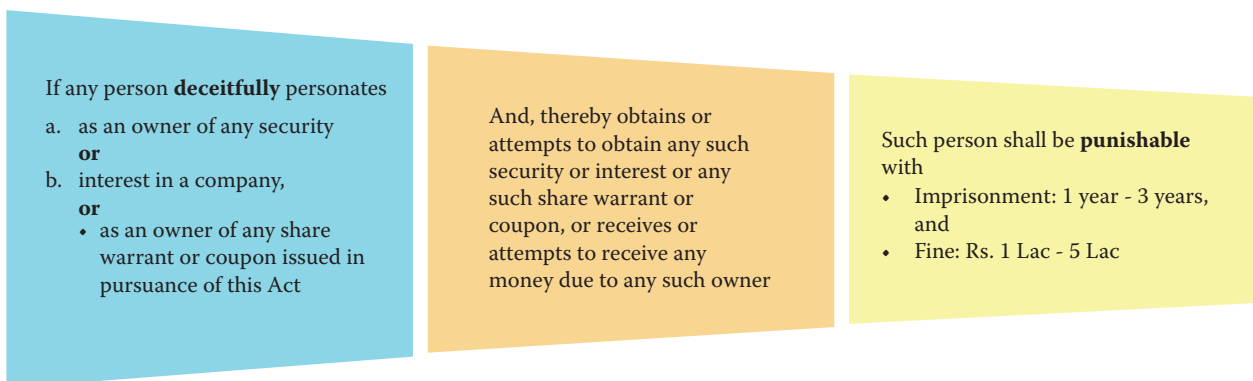 If any person deceitfully personates
a. as an owner of any security
or
b. interest in a company,
or
• as an owner of any share
warrant or coupon issued in
pursuance of this Act
And, thereby obtains or
attempts to obtain any such
security or interest or any
such share warrant or
coupon, or receives or
attempts to receive any
money due to any such owner
Such person shall be punishable
with
• Imprisonment: 1 year - 3 years,
and
• Fine: Rs. 1 Lac - 5 Lac